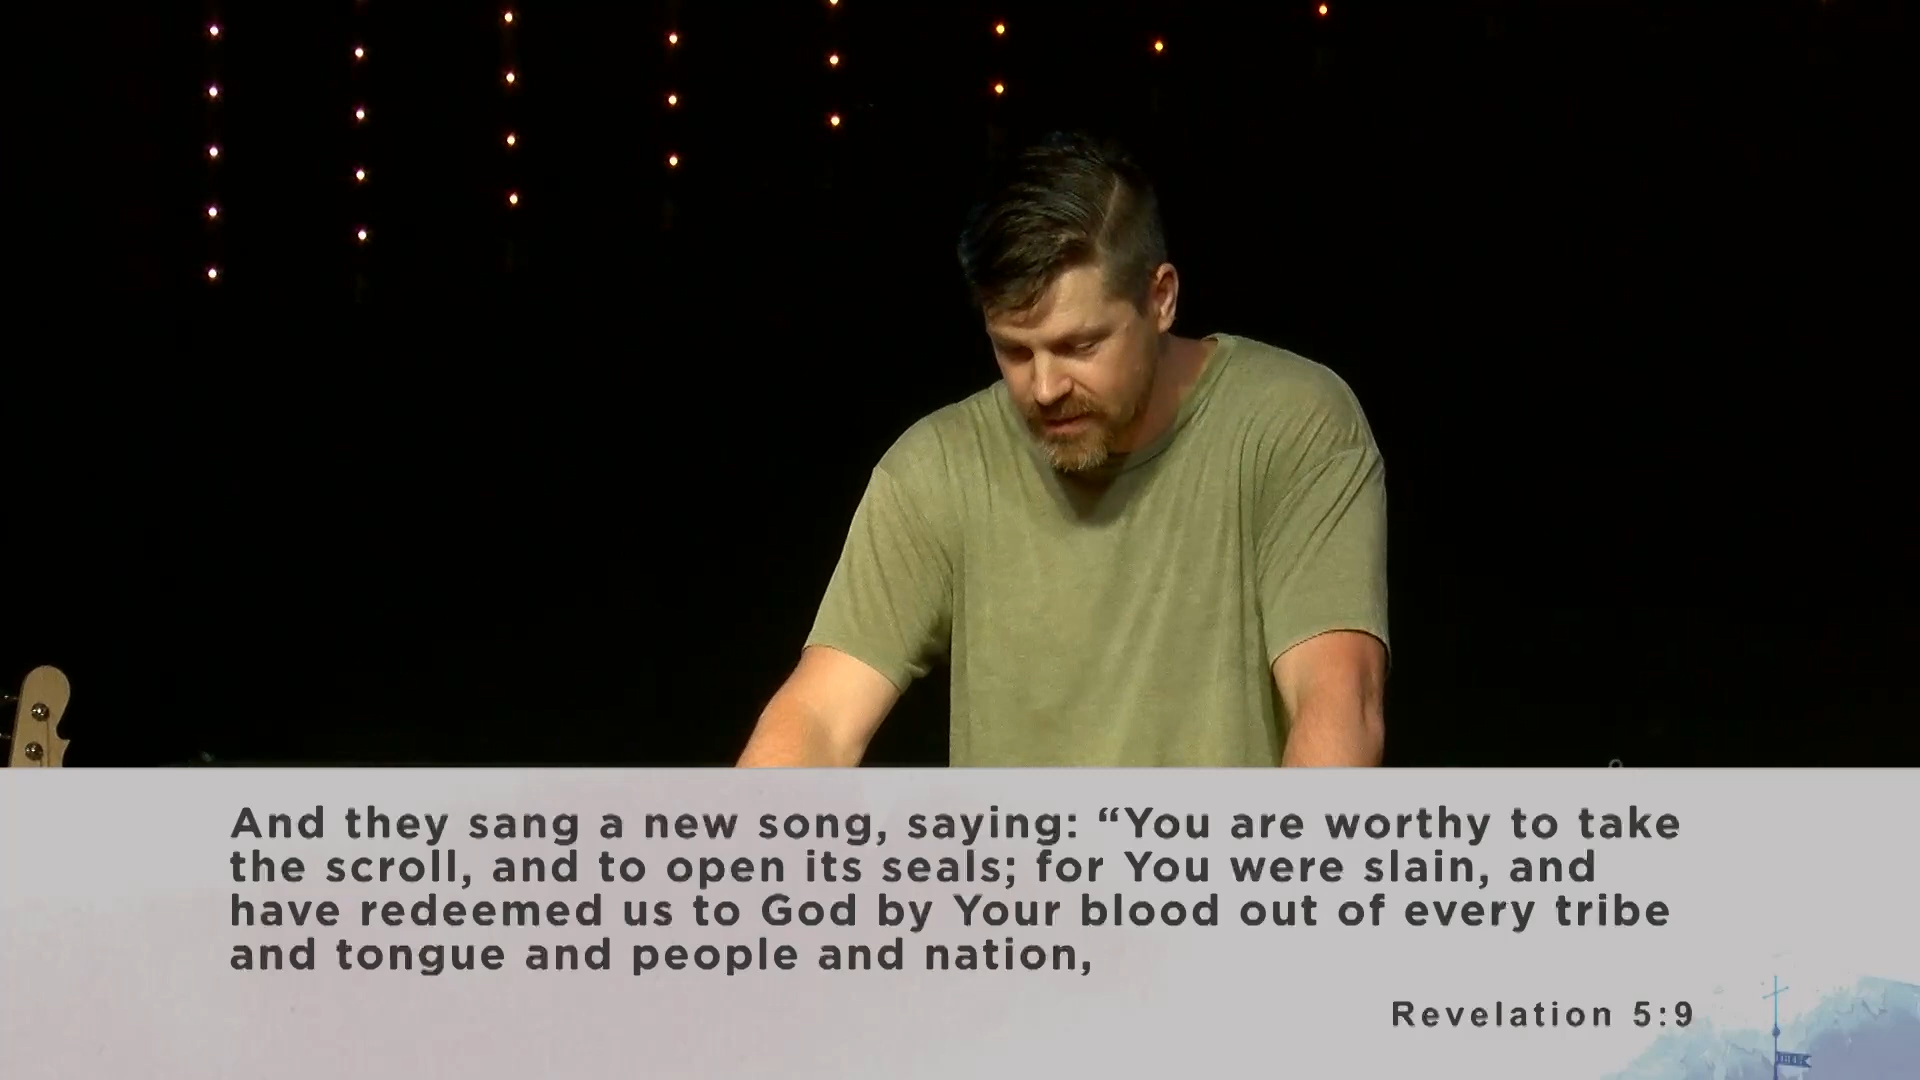 And they sang a new song, saying: “You are worthy to take
the scroll, and to open its seals; for You were slain, and
have redeemed us to God by Your blood out of every tribe
and tongue and people and nation,
Revelation 5:9